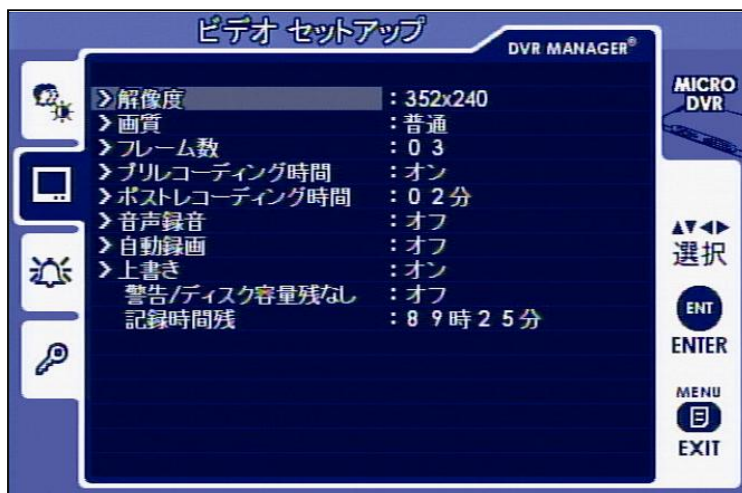 ビデオ セットアップ
DVR MANAGER®
MICRO
DVR
>解像度 :352x240
>画質 :普通
>フレーム数 :03
>プリレコーディング時間 :オン
>ポストレコーディング時間 :02分
>音声録音 :オフ
>自動録画 :オフ
>上書き :オン
警告/ディスク容量残なし :オフ
記録時間残 :89時25分
▲▼◀▶
選択
ENT
ENTER
MENU
EXIT